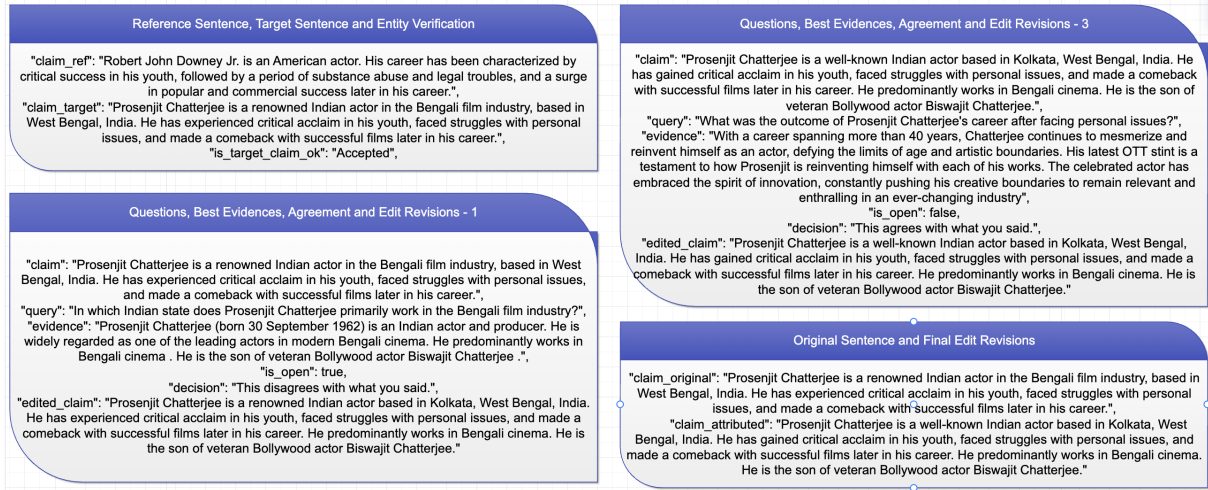 Reference Sentence, Target Sentence and Entity Verification
"claim_ref": "Robert John Downey Jr. is an American actor. His career has been characterized by
critical success in his youth, followed by a period of substance abuse and legal troubles, and a surge
in popular and commercial success later in his career.",
"claim_target": "Prosenjit Chatterjee is a renowned Indian actor in the Bengali film industry, based in
West Bengal, India. He has experienced critical acclaim in his youth, faced struggles with personal
issues, and made a comeback with successful films later in his career.",
"is_target_claim_ok": "Accepted",
Questions, Best Evidences, Agreement and Edit Revisions - 1
"claim": "Prosenjit Chatterjee is a renowned Indian actor in the Bengali film industry, based in West
Bengal, India. He has experienced critical acclaim in his youth, faced struggles with personal issues,
and made a comeback with successful films later in his career.",
"query": "In which Indian state does Prosenjit Chatterjee primarily work in the Bengali film industry?",
"evidence": "Prosenjit Chatterjee (born 30 September 1962) is an Indian actor and producer. He is
widely regarded as one of the leading actors in modern Bengali cinema. He predominantly works in
Bengali cinema . He is the son of veteran Bollywood actor Biswajit Chatterjee .",
"is_open": true,
"decision": "This disagrees with what you said.",
"edited_claim": "Prosenjit Chatterjee is a renowned Indian actor based in Kolkata, West Bengal, India.
He has experienced critical acclaim in his youth, faced struggles with personal issues, and made a
comeback with successful films later in his career. He predominantly works in Bengali cinema. He is
the son of veteran Bollywood actor Biswajit Chatterjee."
Questions, Best Evidences, Agreement and Edit Revisions - 3
"claim": "Prosenjit Chatterjee is a well-known Indian actor based in Kolkata, West Bengal, India. He
has gained critical acclaim in his youth, faced struggles with personal issues, and made a comeback
with successful films later in his career. He predominantly works in Bengali cinema. He is the son of
veteran Bollywood actor Biswajit Chatterjee.",
"query": "What was the outcome of Prosenjit Chatterjee's career after facing personal issues?",
"evidence": "With a career spanning more than 40 years, Chatterjee continues to mesmerize and
reinvent himself as an actor, defying the limits of age and artistic boundaries. His latest OTT stint is a
testament to how Prosenjit is reinventing himself with each of his works. The celebrated actor has
embraced the spirit of innovation, constantly pushing his creative boundaries to remain relevant and
enthralling in an ever-changing industry",
"is_open": false,
"decision": "This agrees with what you said.",
"edited_claim": "Prosenjit Chatterjee is a well-known Indian actor based in Kolkata, West Bengal,
India. He has gained critical acclaim in his youth, faced struggles with personal issues, and made a
comeback with successful films later in his career. He predominantly works in Bengali cinema. He is
the son of veteran Bollywood actor Biswajit Chatterjee."
Original Sentence and Final Edit Revisions
"claim_original": "Prosenjit Chatterjee is a renowned Indian actor in the Bengali film industry, based in
West Bengal, India. He has experienced critical acclaim in his youth, faced struggles with personal
issues, and made a comeback with successful films later in his career.",
"claim_attributed": "Prosenjit Chatterjee is a well-known Indian actor based in Kolkata, West
Bengal, India. He has gained critical acclaim in his youth, faced struggles with personal issues, and
made a comeback with successful films later in his career. He predominantly works in Bengali cinema.
He is the son of veteran Bollywood actor Biswajit Chatterjee."